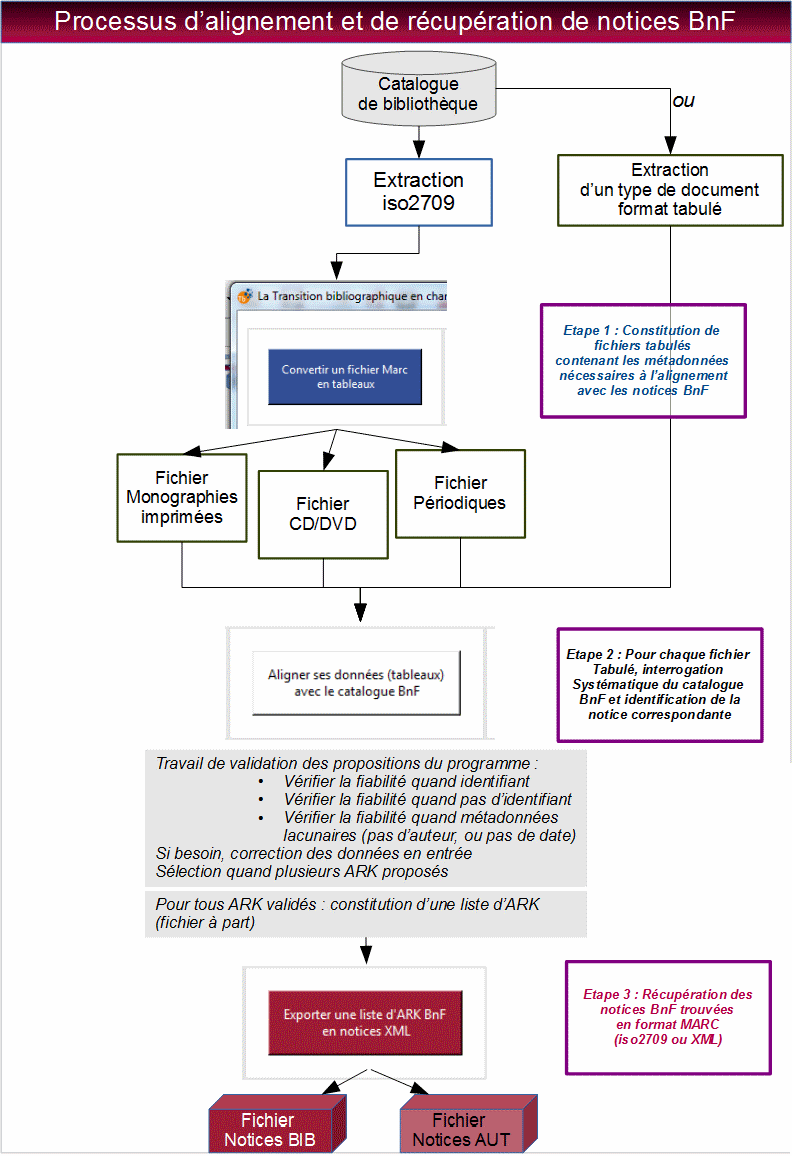 Processus d'alignement et de récupération de notices BnF
Catalogue
de bibliothèque
ou
Extraction
iso2709
Extraction
d'un type de document
format tabulé
La Transition bibliographique en char
Convertir un fichier Marc
en tableaux
Etape 1 : Constitution de
fichiers tabulés
contenant les métadonnées
nécessaires à l'alignement
avec les notices BnF
Fichier
Monographies
imprimées
Fichier
CD/DVD
Fichier
Périodiques
Aligner ses données (tableaux)
avec le catalogue BnF
Etape 2 : Pour chaque fichier
Tabulé, interrogation
Systématique du catalogue
BnF et identification de la
notice correspondante
Travail de validation des propositions du programme :
• Vérifier la fiabilité quand identifiant
• Vérifier la fiabilité quand pas d'identifiant
• Vérifier la fiabilité quand métadonnées
lacunaires (pas d'auteur, ou pas de date)
Si besoin, correction des données en entrée
Sélection quand plusieurs ARK proposés
Pour tous ARK validés : constitution d'une liste d'ARK
(fichier à part)
Exporter une liste d'ARK BnF
en notices XML
Etape 3 : Récupération des
notices BnF trouvées
en format MARC
(iso2709 ou XML)
Fichier
Notices BIB
Fichier
Notices AUT